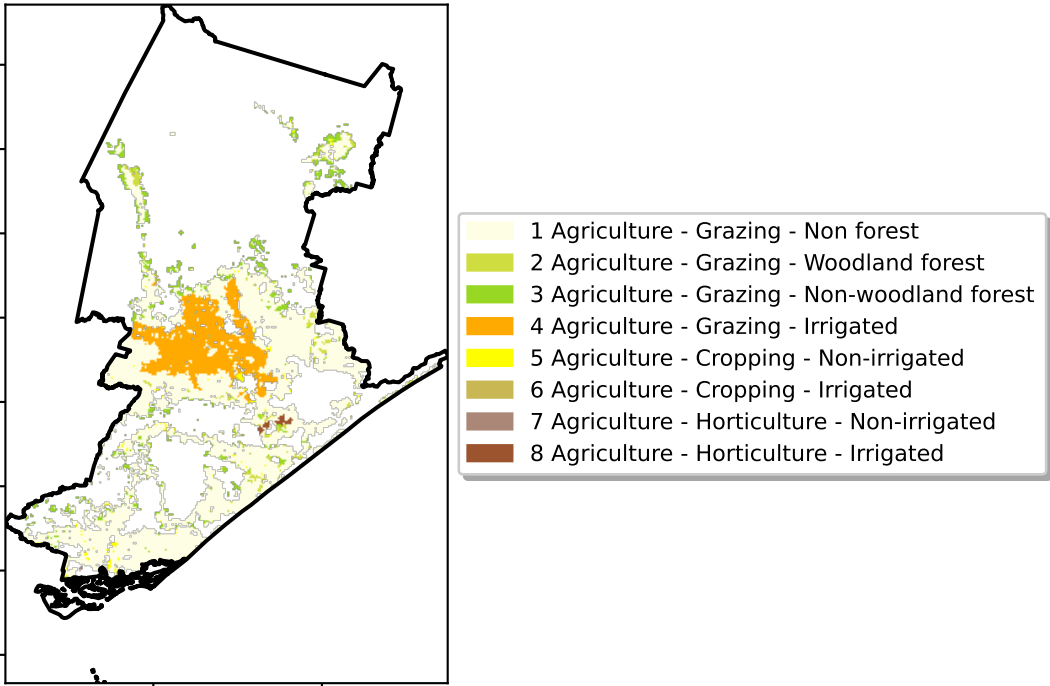 1 Agriculture - Grazing - Non forest
2 Agriculture - Grazing - Woodland forest
3 Agriculture - Grazing - Non-woodland forest
4 Agriculture - Grazing - Irrigated
5 Agriculture - Cropping - Non-irrigated
6 Agriculture - Cropping - Irrigated
7 Agriculture - Horticulture - Non-irrigated
8 Agriculture - Horticulture - Irrigated